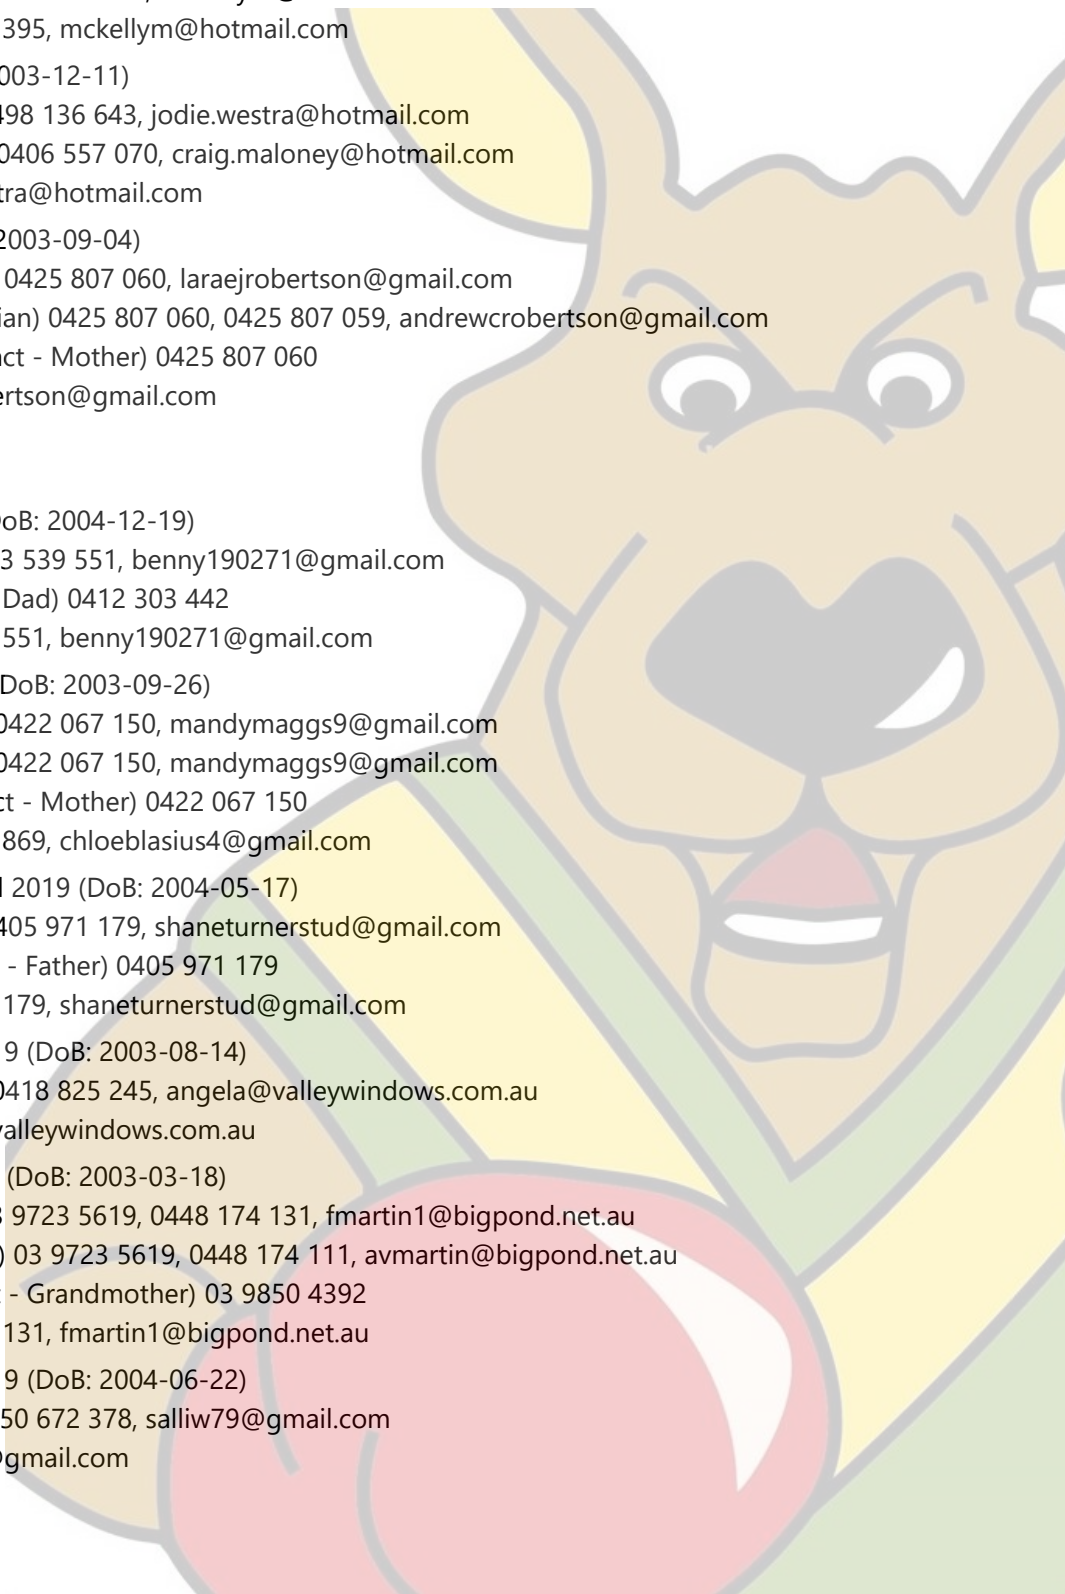 395, mckellym@hotmail.com
003-12-11)
498 136 643, jodie.westra@hotmail.com
0406 557 070, craig.maloney@hotmail.com
tra@hotmail.com
2003-09-04)
0425 807 060, laraejrobertson@gmail.com
ian) 0425 807 060, 0425 807 059, andrewcrobertson@gmail.com
act - Mother) 0425 807 060
ertson@gmail.com
oB: 2004-12-19)
3 539 551, benny190271@gmail.com
Dad) 0412 303 442
551, benny190271@gmail.com
DoB: 2003-09-26)
0422 067 150, mandymaggs9@gmail.com
0422 067 150, mandymaggs9@gmail.com
ct - Mother) 0422 067 150
869, chloeblasius4@gmail.com
2019 (DoB: 2004-05-17)
405 971 179, shaneturnerstud@gmail.com
- Father) 0405 971 179
179, shaneturnerstud@gmail.com
9 (DoB: 2003-08-14)
0418 825 245, angela@valleywindows.com.au
valleywindows.com.au
(DoB: 2003-03-18)
9723 5619, 0448 174 131, fmartin1@bigpond.net.au
) 03 9723 5619, 0448 174 111, avmartin@bigpond.net.au
- Grandmother) 03 9850 4392
131, fmartin1@bigpond.net.au
9 (DoB: 2004-06-22)
50 672 378, salliw79@gmail.com
@gmail.com